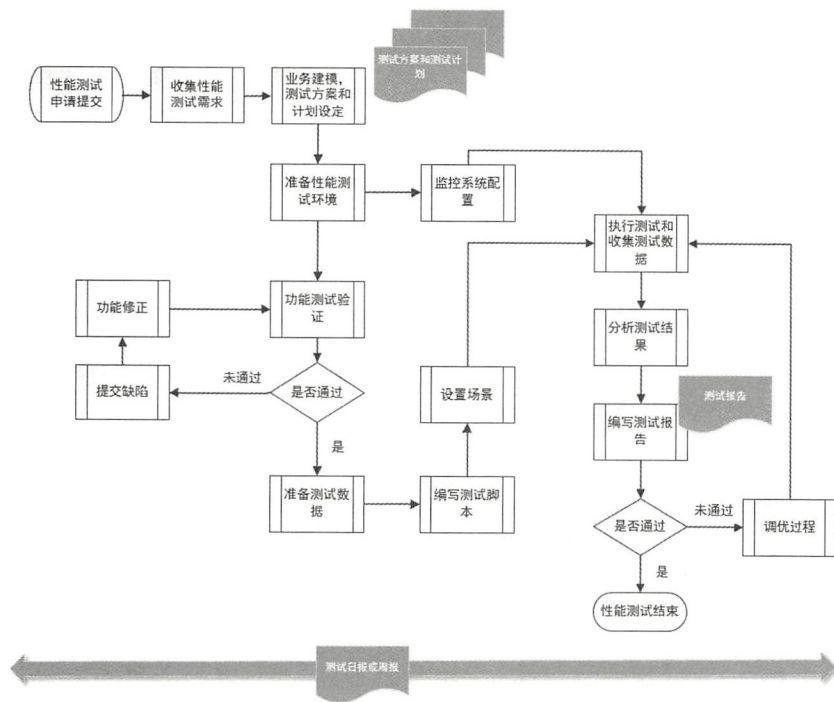 测试方案和测试计
划
性能测试
申请提交
收集性能
测试需求
业务建模，
测试方案和
计划设定
准备性能测
试环境
监控系统配
置
执行测试和
收集测试数
据
功能修正
功能测试验
证
分析测试结
果
未通过
提交缺陷
是否通过
设置场景
测试报告
编写测试报
告
是
准备测试数
据
编写测试脚
本
是否通过
未通过
调优过程
是
性能测试结束
测试日报或周报